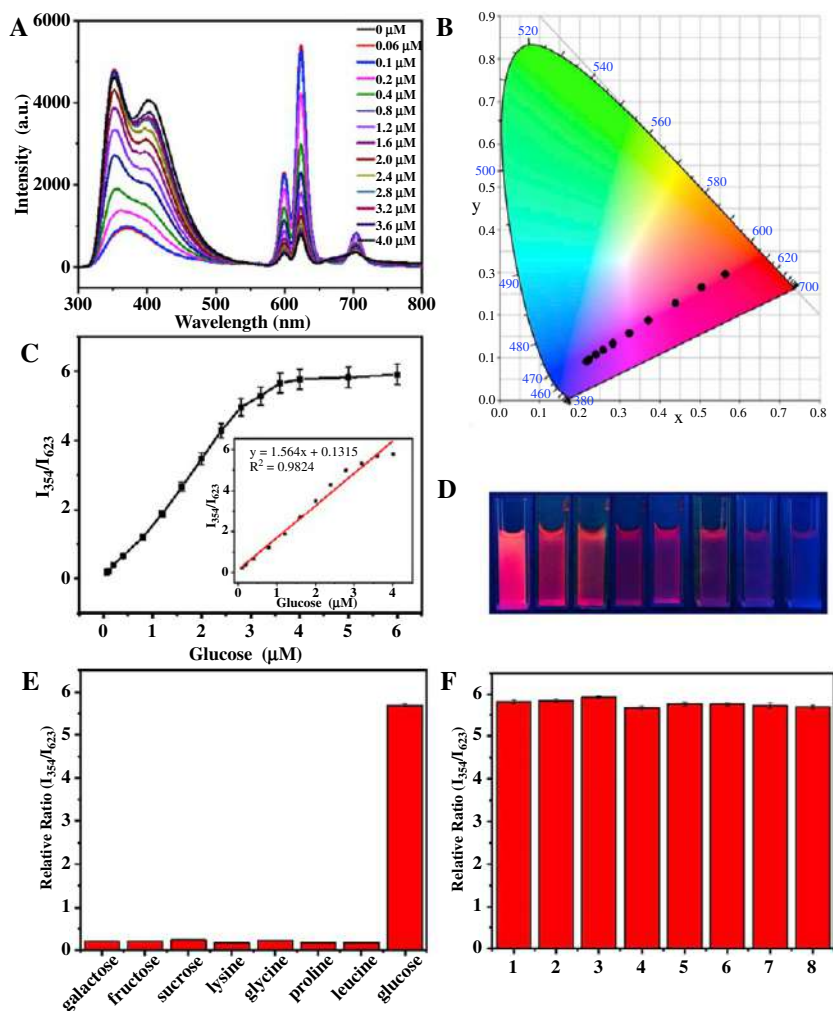 A
6000
4000
2000
0
Intensity (a.u.)
300 400 500 600 700 800
Wavelength (nm)
0 μM
0.06 μM
0.1 μM
0.2 μM
0.4 μM
0.8 μM
1.2 μM
1.6 μM
2.0 μM
2.4 μM
2.8 μM
3.2 μM
3.6 μM
4.0 μM
B
0.9
0.8
0.7
0.6
0.5
0.5
0.4
0.3
0.3
0.1
0.1
0.0
y
0.0 0.1 0.2 0.3 0.4 0.5 0.6 0.7 0.8
x
520
540
560
580
600
620
700
500
490
480
470
460
380
C
6
4
2
0
I354/I623
0 1 2 3 4 5 6
Glucose (μM)
y = 1.564x + 0.1315
R² = 0.9824
6
4
2
0
I354/I623
0 1 2 3 4
Glucose (μM)
D
E
6
5
4
3
2
1
0
Relative Ratio (I354/I623)
galactose
fructose
sucrose
lysine
glycine
proline
leucine
glucose
F
6
5
4
3
2
1
0
Relative Ratio (I354/I623)
1 2 3 4 5 6 7 8